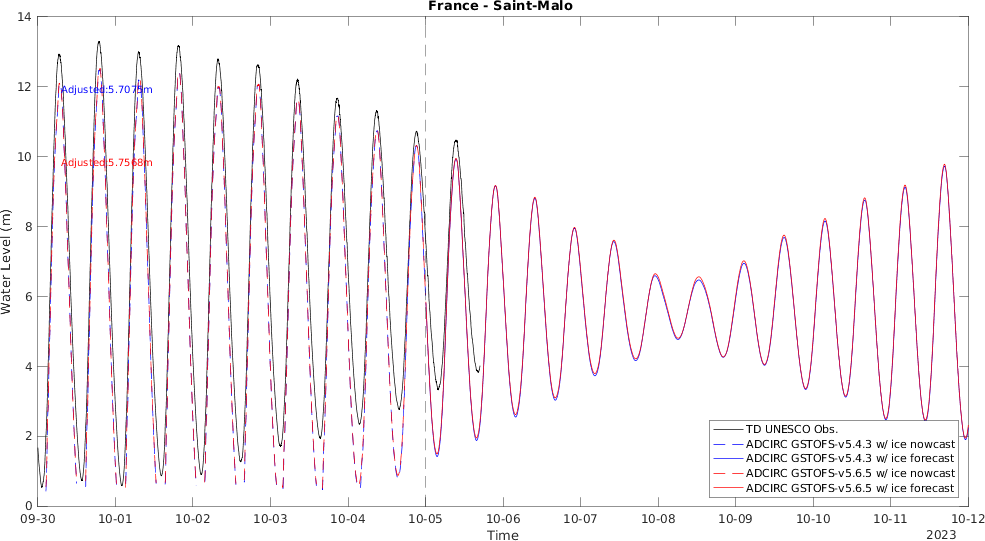 France - Saint-Malo
14
12
10
8
6
4
2
0
Water Level (m)
Adjusted:5.7075m
Adjusted:5.7568m
TD UNESCO Obs.
ADCIRC GSTOFS-v5.4.3 w/ ice nowcast
ADCIRC GSTOFS-v5.4.3 w/ ice forecast
ADCIRC GSTOFS-v5.6.5 w/ ice nowcast
ADCIRC GSTOFS-v5.6.5 w/ ice forecast
09-30 10-01 10-02 10-03 10-04 10-05 10-06 10-07 10-08 10-09 10-10 10-11 10-12
Time
2023